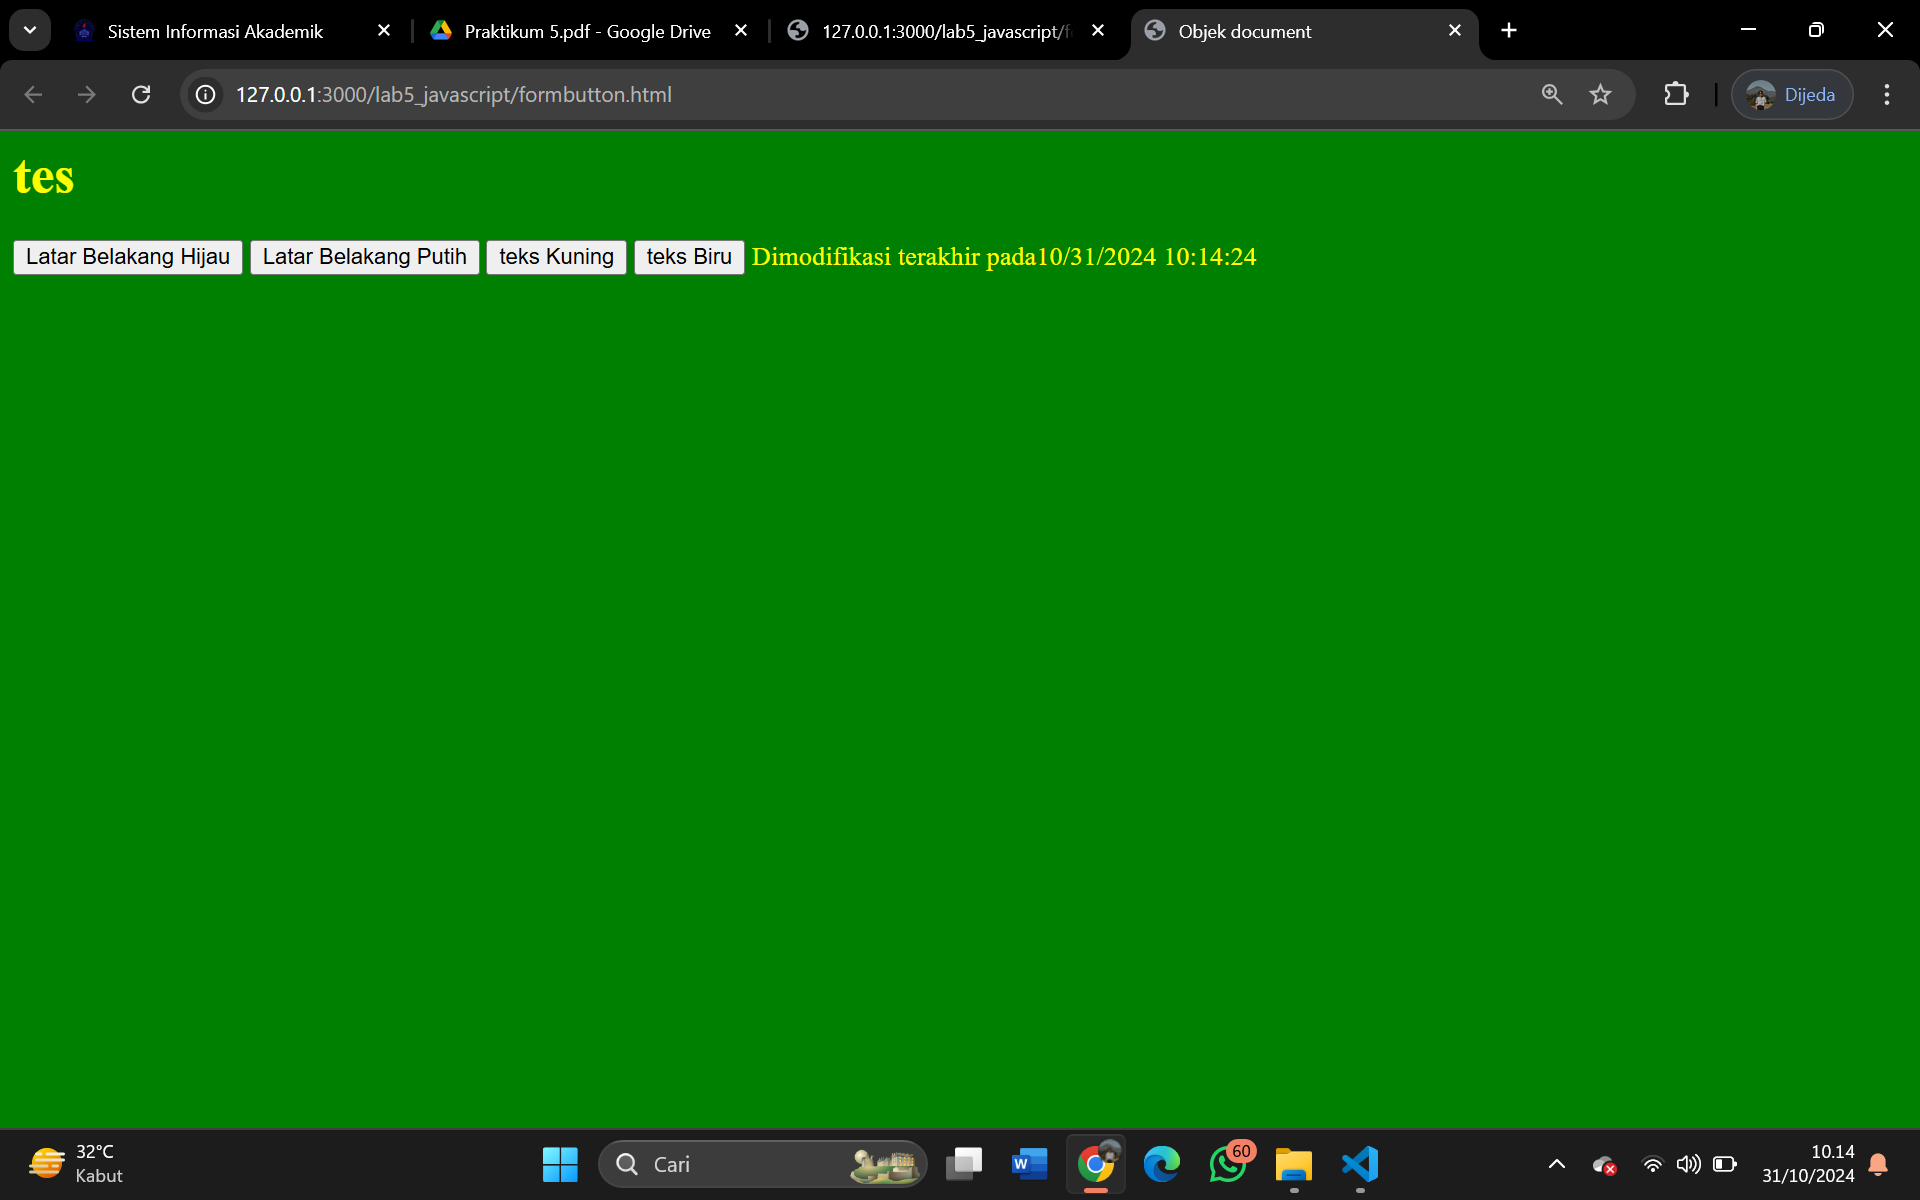 Sistem Informasi Akademik
Praktikum 5.pdf - Google Drive
127.0.0.1:3000/lab5_javascript/f
Objek document
127.0.0.1:3000/lab5_javascript/formbutton.html
Dijeda
tes
Latar Belakang Hijau
Latar Belakang Putih
teks Kuning
teks Biru
Dimodifikasi terakhir pada10/31/2024 10:14:24
32°C
Kabut
Cari
W
60
10.14
31/10/2024